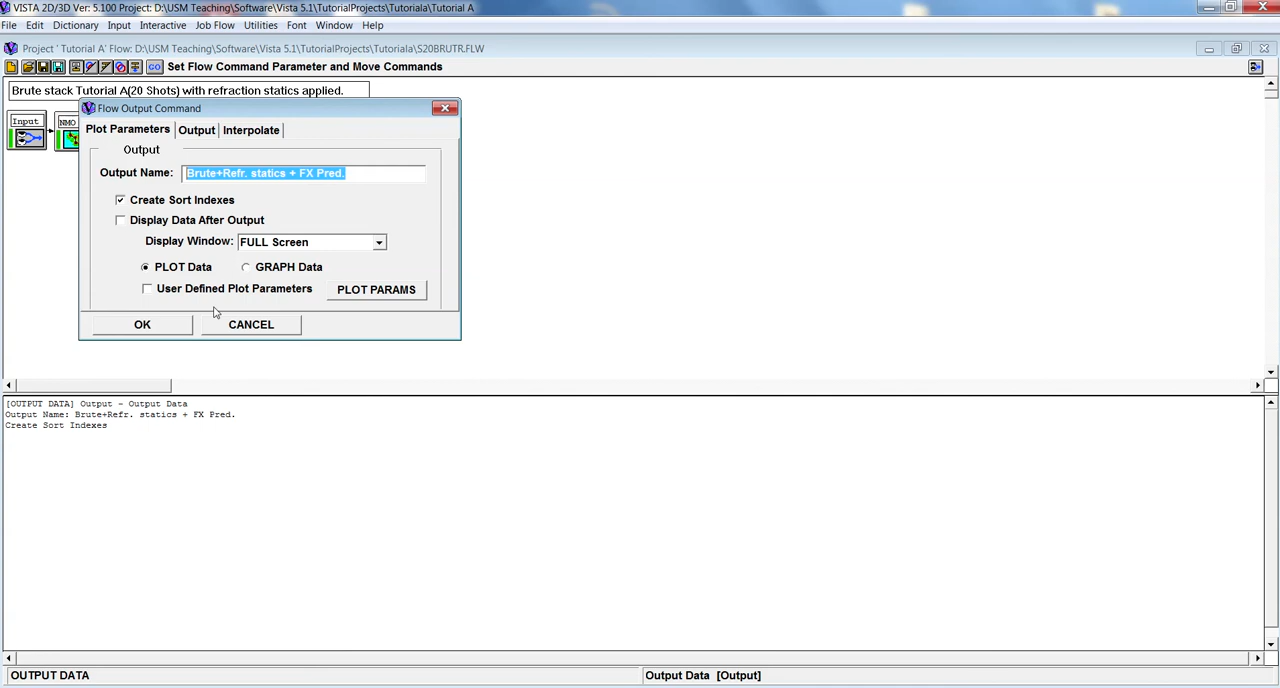 VISTA 2D/3D Ver: 5.100 Project: D:\USM Teaching\Software\Vista 5.1\TutorialProjects\Tutoriala\Tutorial A
File Edit Dictionary Input Interactive Job Flow Utilities Font Window Help
Project ' Tutorial A' Flow: D:\USM Teaching\Software\Vista 5.1\TutorialProjects\Tutoriala\S20BRUTR.FLW
GO Set Flow Command Parameter and Move Commands
Brute stack Tutorial A(20 Shots) with refraction statics applied.
Flow Output Command
Input NMO
Plot Parameters Output Interpolate
Output
Output Name: Brute+Refr. statics + FX Pred.
Create Sort Indexes
Display Data After Output
Display Window: FULL Screen
PLOT Data GRAPH Data
User Defined Plot Parameters PLOT PARAMS
OK CANCEL
[OUTPUT DATA] Output - Output Data
Output Name: Brute+Refr. statics + FX Pred.
Create Sort Indexes
OUTPUT DATA Output Data [Output]